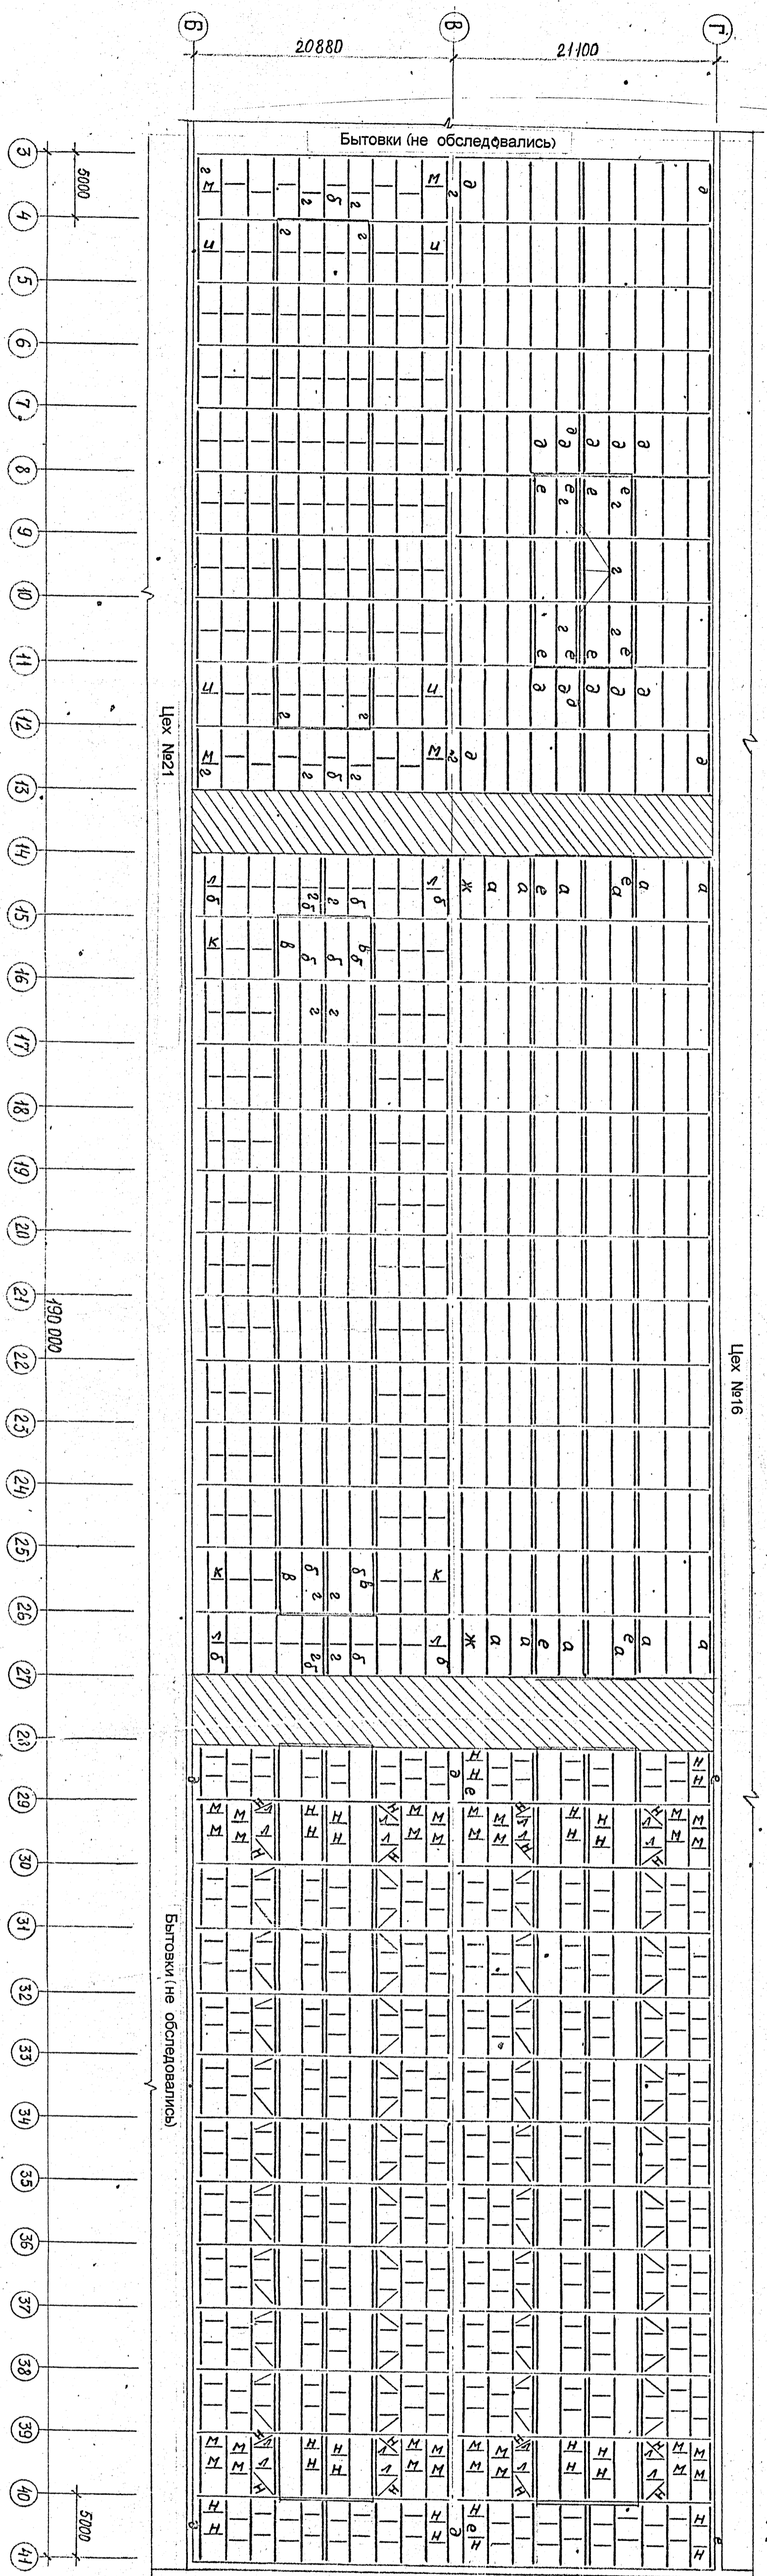 Б В Г
20880 21100
Бытовки (не обследовались)
3
5000
4
5
6
7
8
9
10
11
12
13
14
15
16
17
18
19
20
21
190 000
22
23
24
25
26
27
28
29
30
31
32
33
34
35
36
37
38
39
40
5000
41
Цех №21
Цех №16
Бытовки (не обследовались)
г М г б г М г д д
г г
и и
д д д д д д
е е г е е г
г
г г
е е е е
и и д д д д д д
г г
М г г б г М г д д
л б г б г б л б ж а а е а е а а а
К в б б в б
г г
К в б г г б в К
л б г б г б л б ж а а е а е а а а
д д Н Н е Н Н е
М М М М Н л л Н Н Н Н Н Н л л Н М М М М М М М М Н л л Н Н Н Н Н Н л л Н М М М М
М М М М Н л л Н Н Н Н Н Н л л Н М М М М М М М М Н л л Н Н Н Н Н Н л л Н М М М М
д Н Н Н Н д Н е Н Н Н е